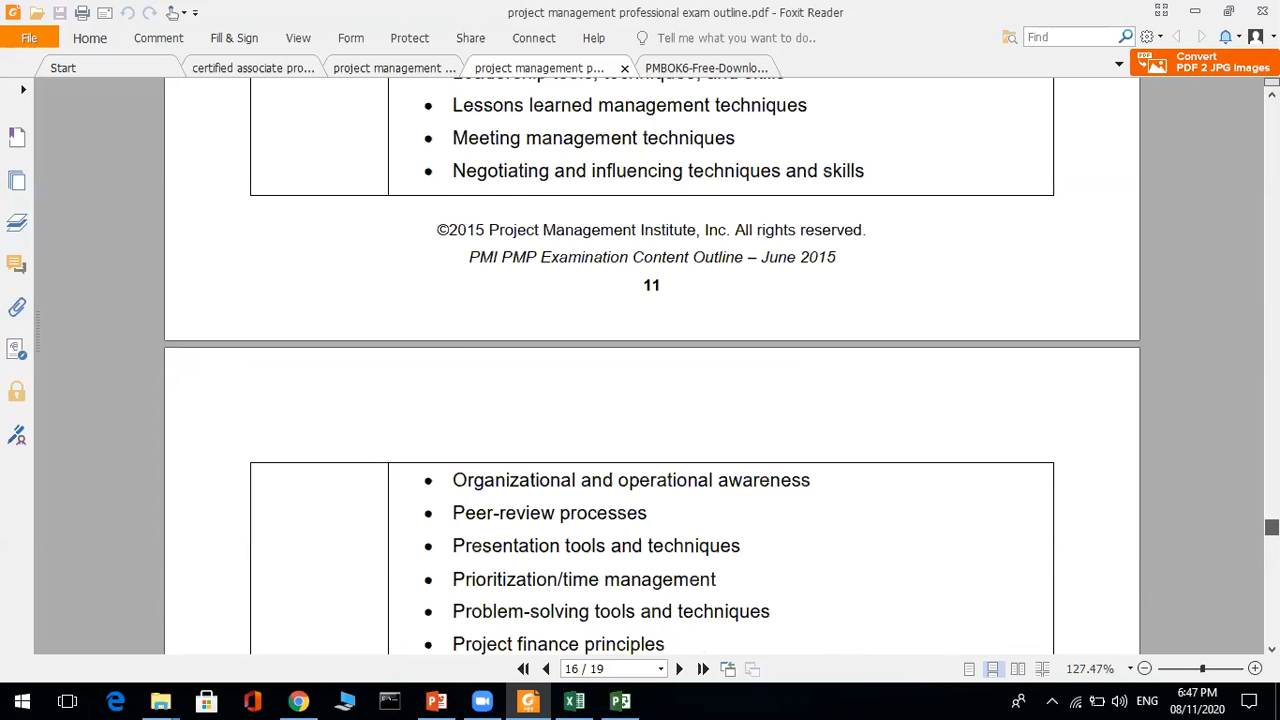 project management professional exam outline.pdf - Foxit Reader
File Home Comment Fill & Sign View Form Protect Share Connect Help Tell me what you want to do.. Find
Start certified associate pro... project management ... project management p... PMBOK6-Free-Downlo...
Convert
PDF 2 JPG Images
• Lessons learned management techniques
• Meeting management techniques
• Negotiating and influencing techniques and skills
©2015 Project Management Institute, Inc. All rights reserved.
PMI PMP Examination Content Outline – June 2015
11
• Organizational and operational awareness
• Peer-review processes
• Presentation tools and techniques
• Prioritization/time management
• Problem-solving tools and techniques
• Project finance principles
16 / 19 127.47%
ENG
6:47 PM
08/11/2020